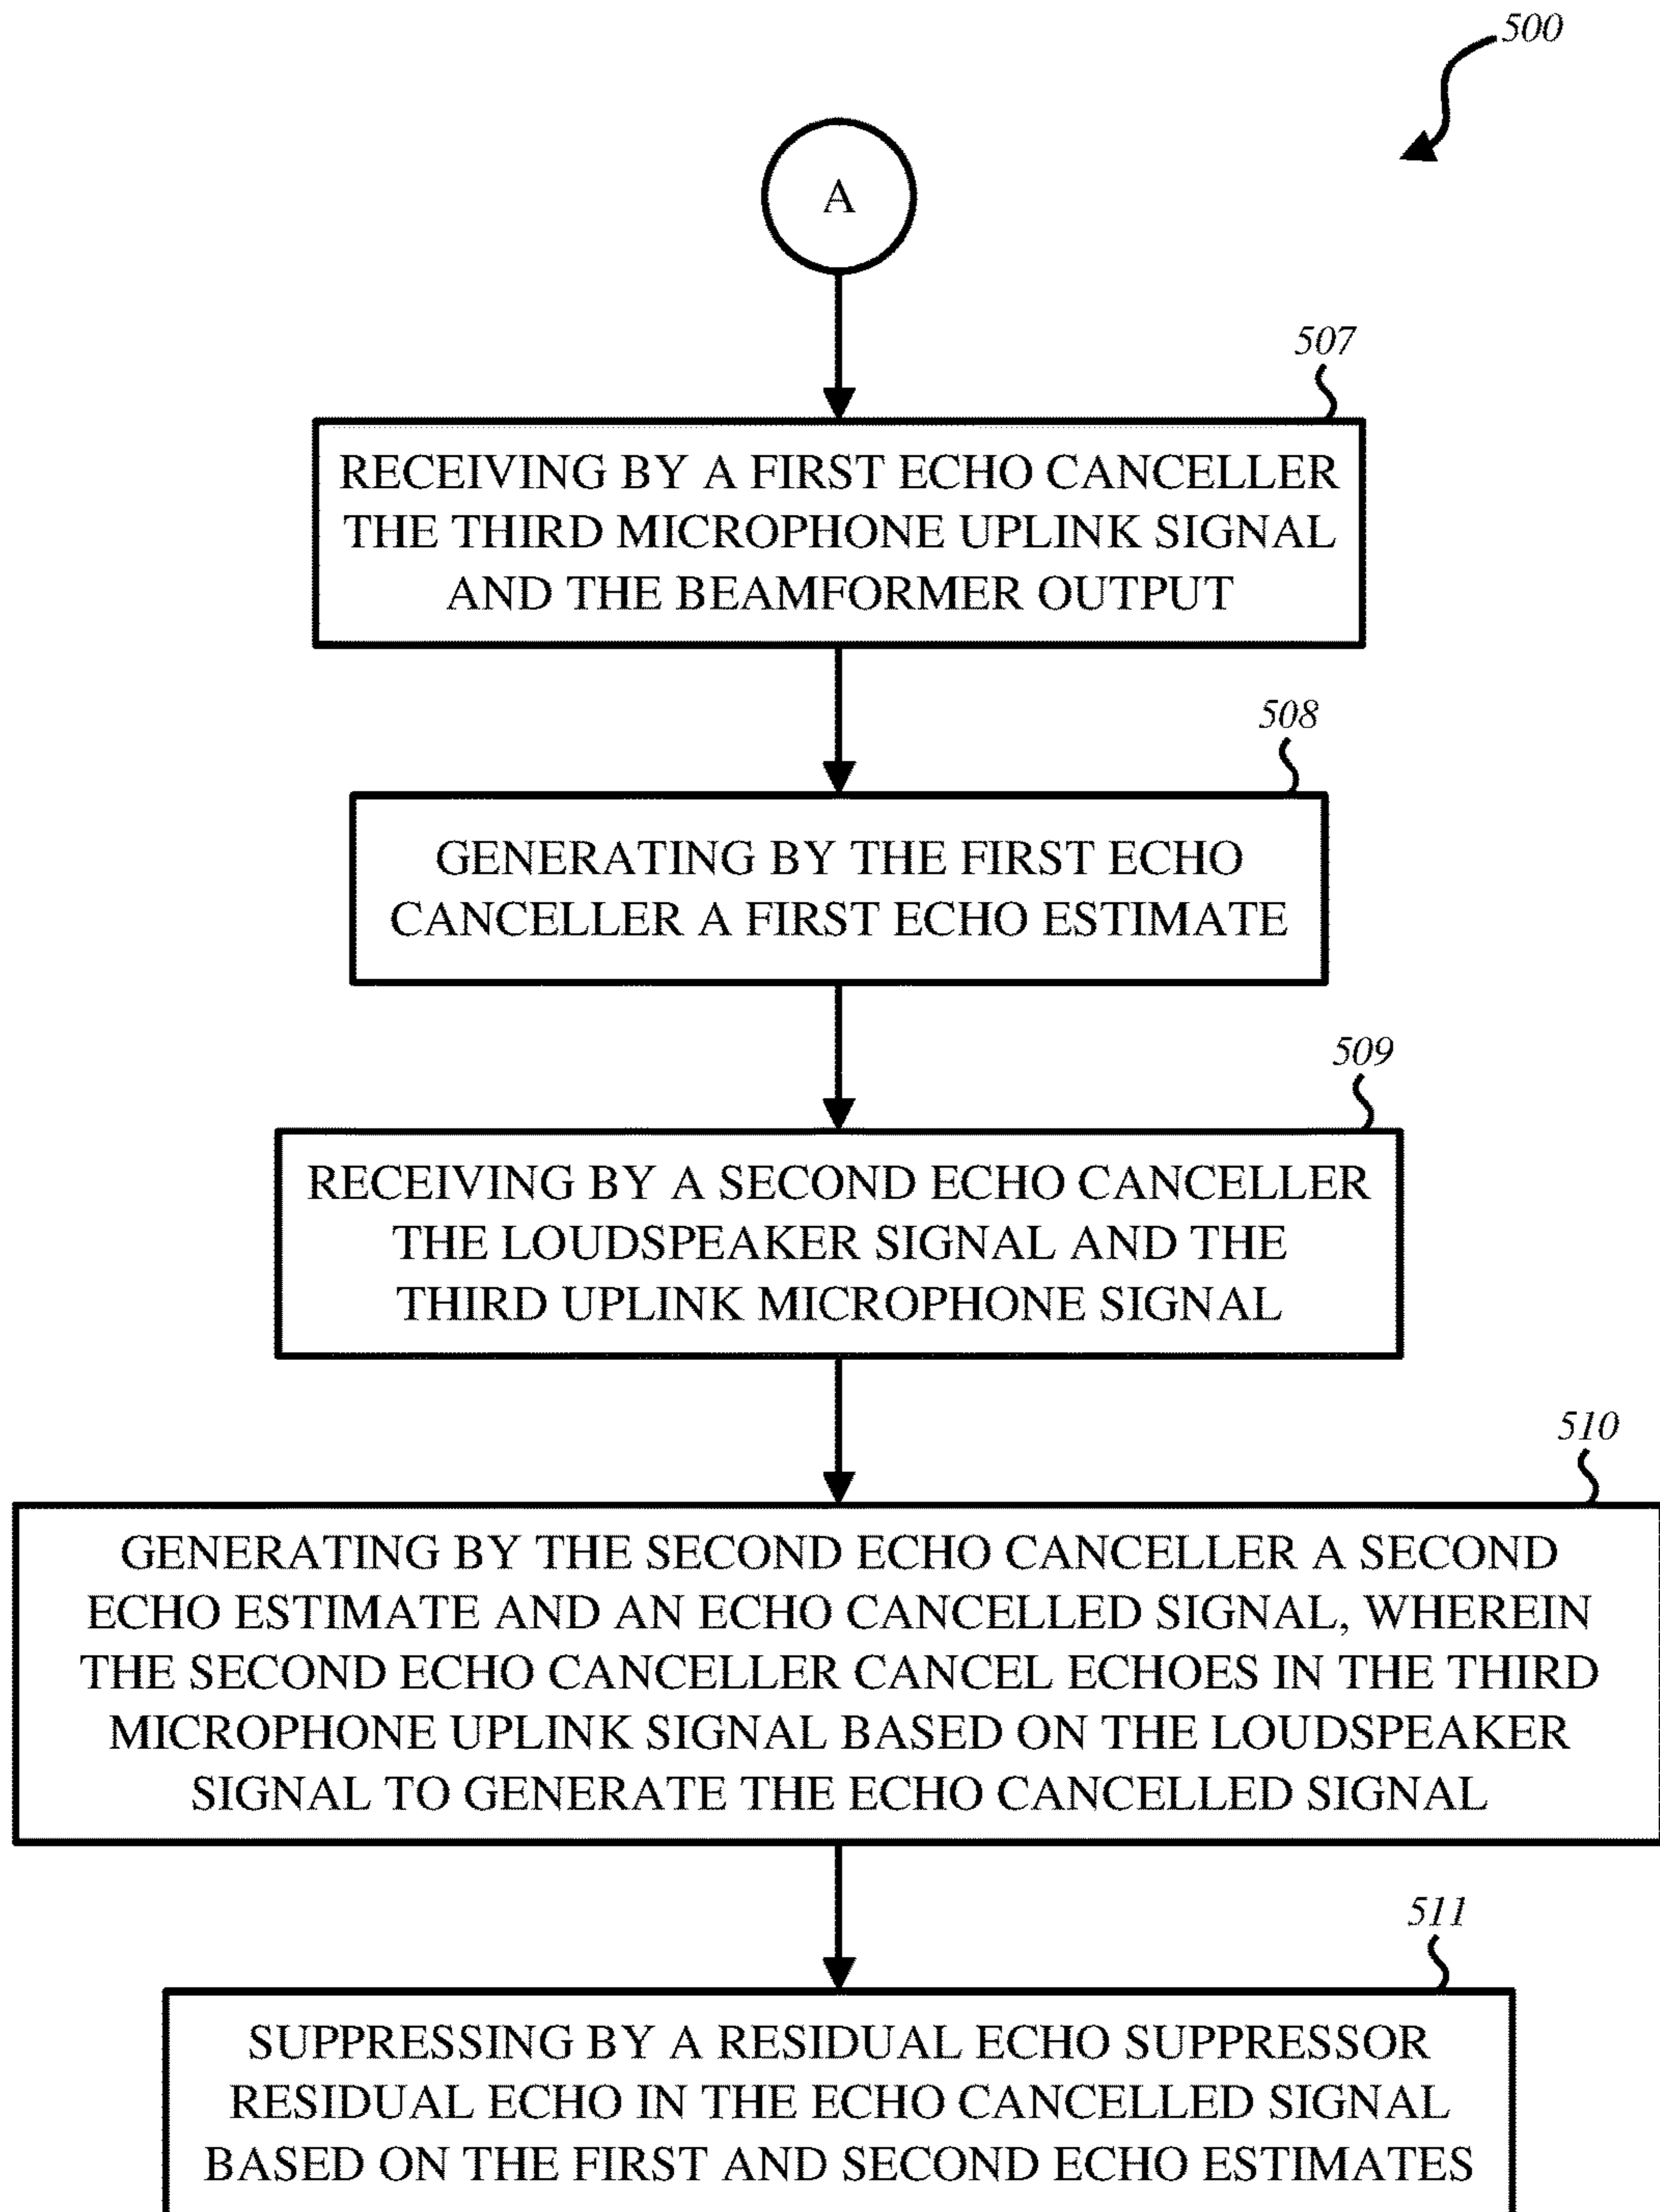 500
A
507
RECEIVING BY A FIRST ECHO CANCELLER
THE THIRD MICROPHONE UPLINK SIGNAL
AND THE BEAMFORMER OUTPUT
508
GENERATING BY THE FIRST ECHO
CANCELLER A FIRST ECHO ESTIMATE
509
RECEIVING BY A SECOND ECHO CANCELLER
THE LOUDSPEAKER SIGNAL AND THE
THIRD UPLINK MICROPHONE SIGNAL
510
GENERATING BY THE SECOND ECHO CANCELLER A SECOND
ECHO ESTIMATE AND AN ECHO CANCELLED SIGNAL, WHEREIN
THE SECOND ECHO CANCELLER CANCEL ECHOES IN THE THIRD
MICROPHONE UPLINK SIGNAL BASED ON THE LOUDSPEAKER
SIGNAL TO GENERATE THE ECHO CANCELLED SIGNAL
511
SUPPRESSING BY A RESIDUAL ECHO SUPPRESSOR
RESIDUAL ECHO IN THE ECHO CANCELLED SIGNAL
BASED ON THE FIRST AND SECOND ECHO ESTIMATES